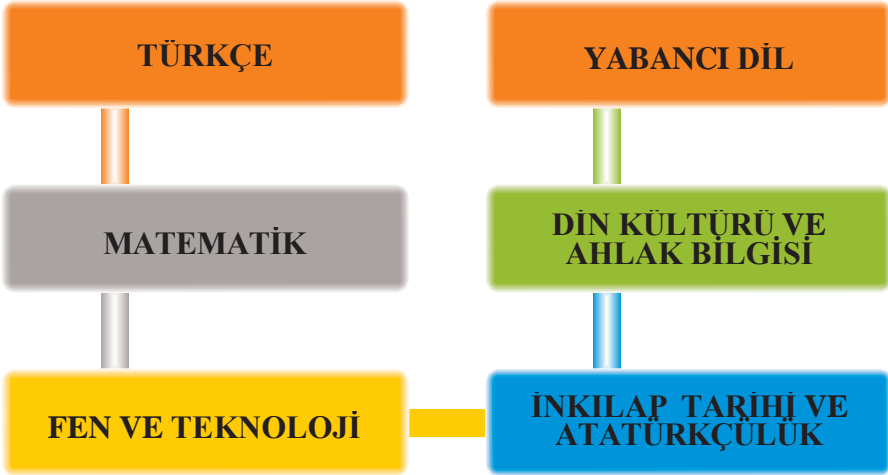 TÜRKÇE
MATEMATİK
FEN VE TEKNOLOJİ
İNKILAP TARİHİ VE
ATATÜRKÇÜLÜK
DİN KÜLTÜRÜ VE
AHLAK BİLGİSİ
YABANCI DİL